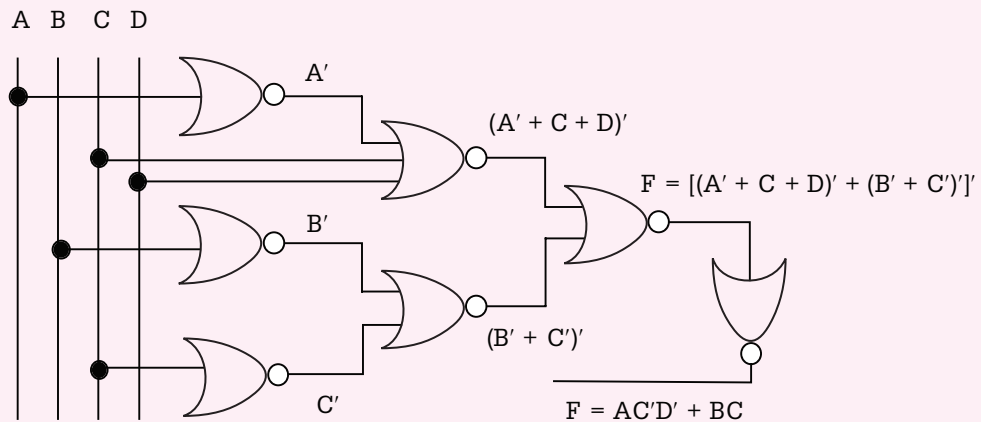 A B C D
A′
(A′ + C + D)′
F = [(A′ + C + D)′ + (B′ + C′)′]′
B′
(B′ + C′)′
C′
F = AC′D′ + BC